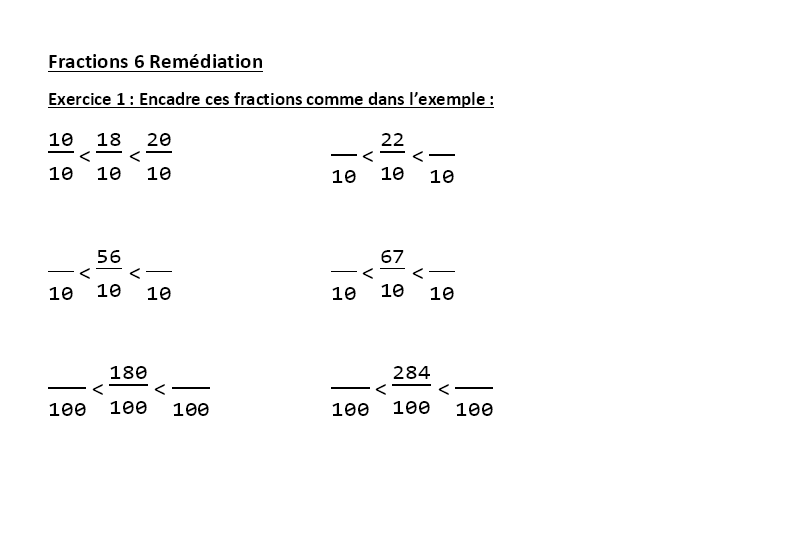 Fractions 6 Remédiation
Exercice 1 : Encadre ces fractions comme dans l’exemple :
10/10 < 18/10 < 20/10
__/10 < 22/10 < __/10
__/10 < 56/10 < __/10
__/10 < 67/10 < __/10
__/100 < 180/100 < __/100
__/100 < 284/100 < __/100